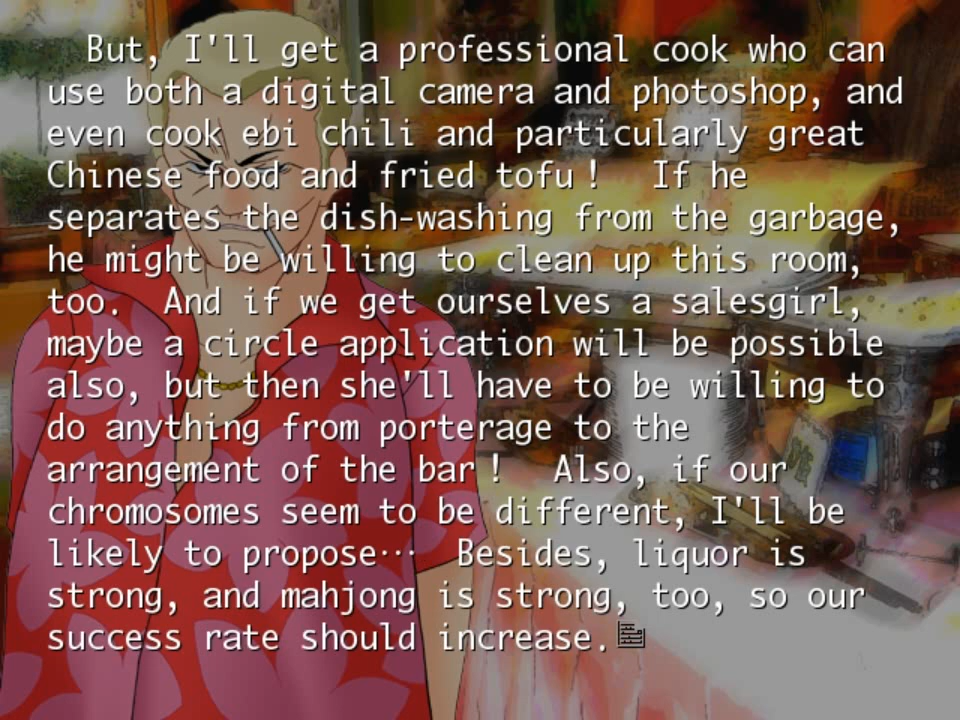 But, I'll get a professional cook who can
use both a digital camera and photoshop, and
even cook ebi chili and particularly great
Chinese food and fried tofu!  If he
separates the dish-washing from the garbage,
he might be willing to clean up this room,
too.  And if we get ourselves a salesgirl,
maybe a circle application will be possible
also, but then she'll have to be willing to
do anything from porterage to the
arrangement of the bar!  Also, if our
chromosomes seem to be different, I'll be
likely to propose…  Besides, liquor is
strong, and mahjong is strong, too, so our
success rate should increase.